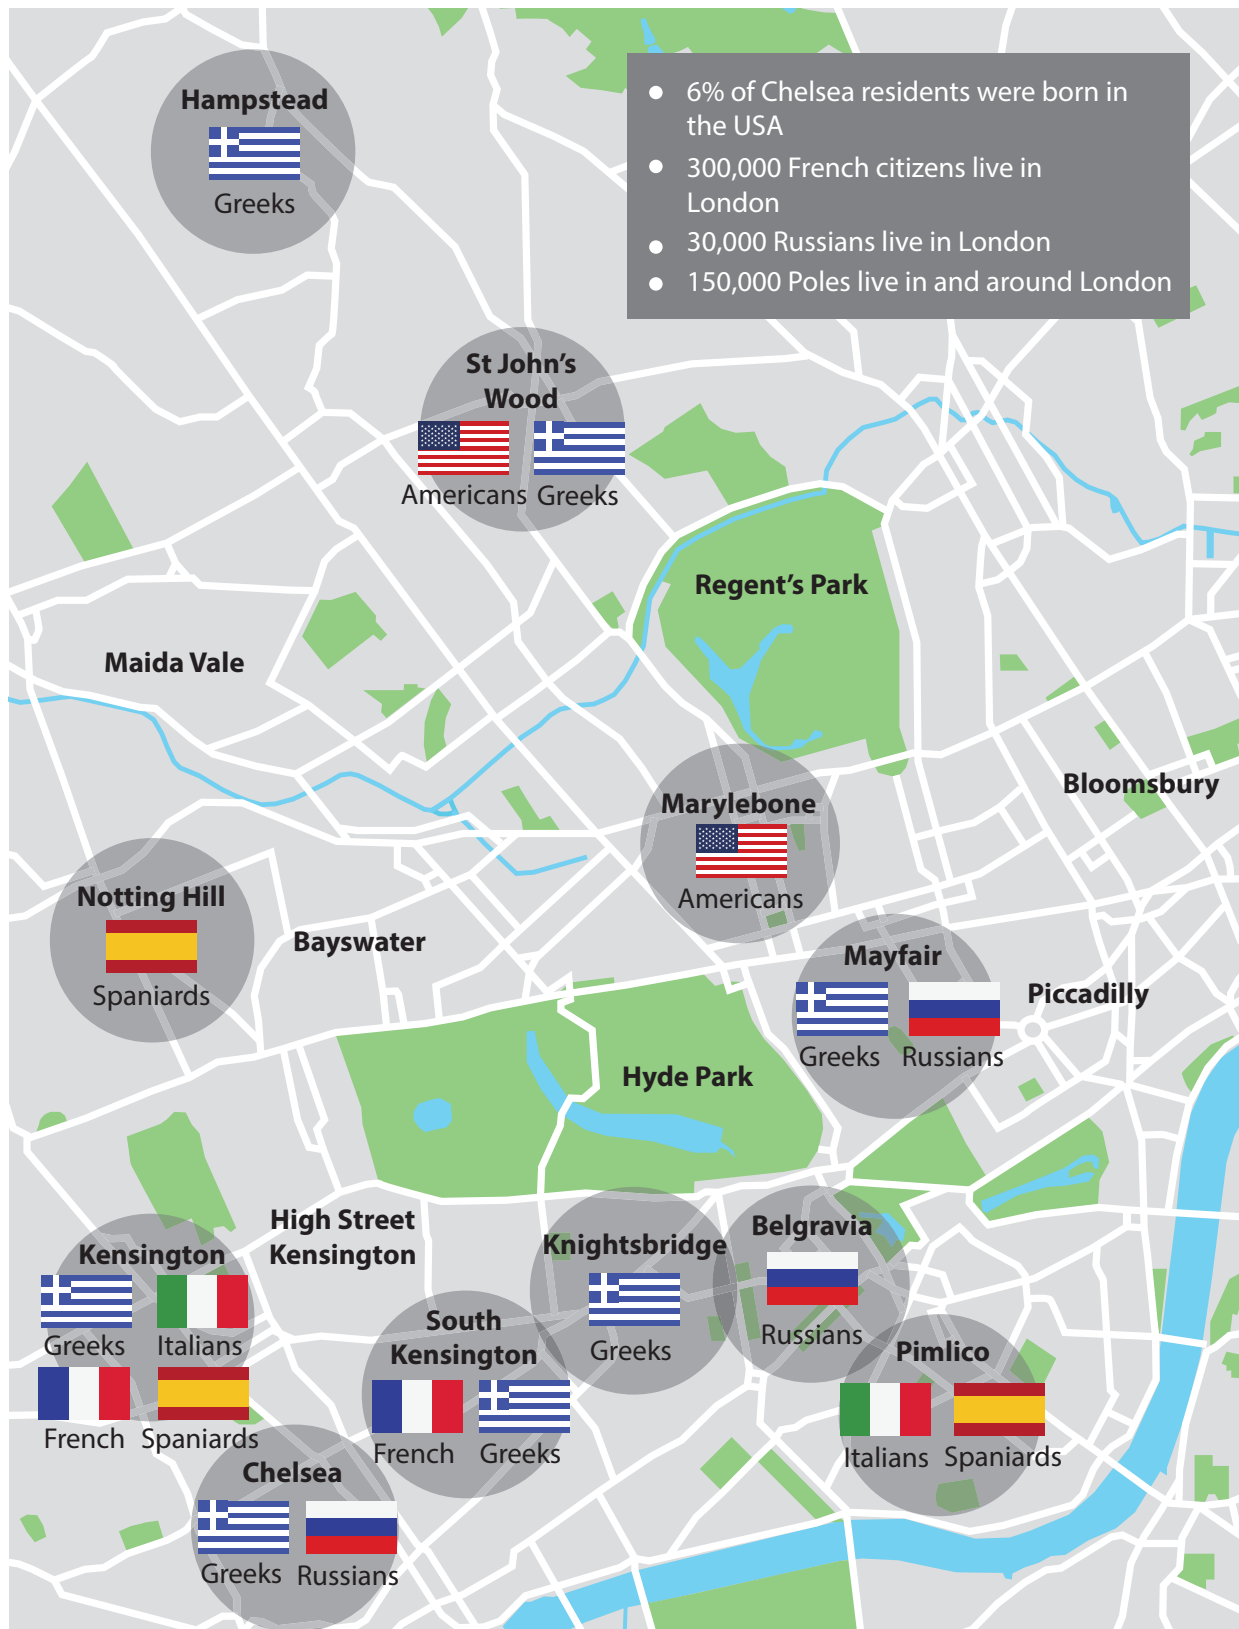 Hampstead
Greeks
• 6% of Chelsea residents were born in
the USA
• 300,000 French citizens live in
London
• 30,000 Russians live in London
• 150,000 Poles live in and around London
St John’s
Wood
Americans Greeks
Regent’s Park
Maida Vale
Bloomsbury
Marylebone
Americans
Notting Hill
Spaniards
Bayswater
Mayfair
Greeks Russians
Piccadilly
Hyde Park
High Street
Kensington
Kensington
Greeks Italians
French Spaniards
Knightsbridge
Greeks
Belgravia
Russians
South
Kensington
French Greeks
Pimlico
Italians Spaniards
Chelsea
Greeks Russians